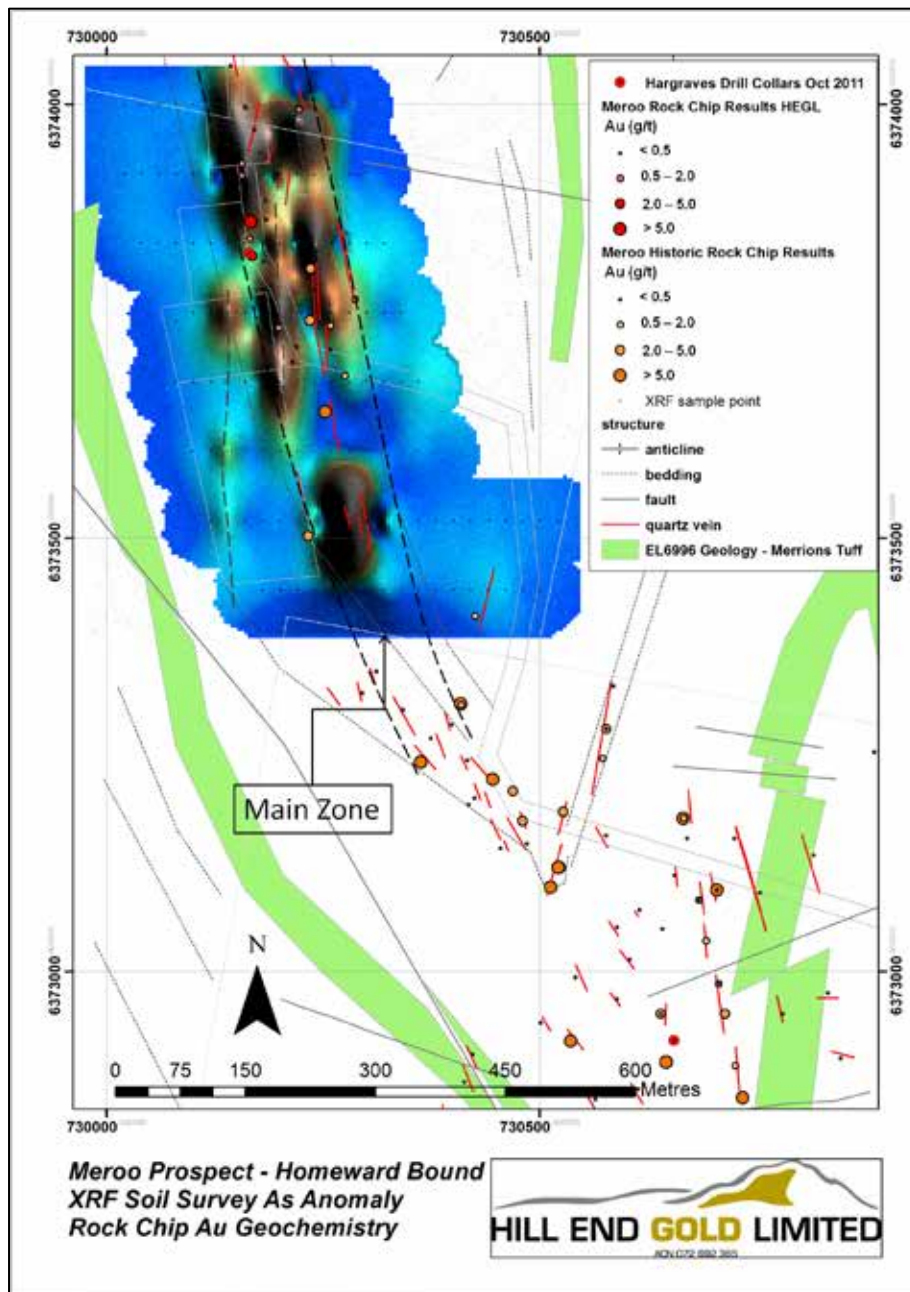 730000
730500
6374000
6374000
Hargraves Drill Collars Oct 2011
Meroo Rock Chip Results HEGL
Au (g/t)
< 0.5
0.5 – 2.0
2.0 – 5.0
> 5.0
Meroo Historic Rock Chip Results
Au (g/t)
< 0.5
0.5 – 2.0
2.0 – 5.0
> 5.0
XRF sample point
structure
anticline
bedding
fault
quartz vein
EL6996 Geology - Merrions Tuff
6373500
6373500
Main Zone
N
6373000
6373000
0 75 150 300 450 600
Metres
730000
730500
Meroo Prospect - Homeward Bound
XRF Soil Survey As Anomaly
Rock Chip Au Geochemistry
HILL END GOLD LIMITED
ACN 072 692 365